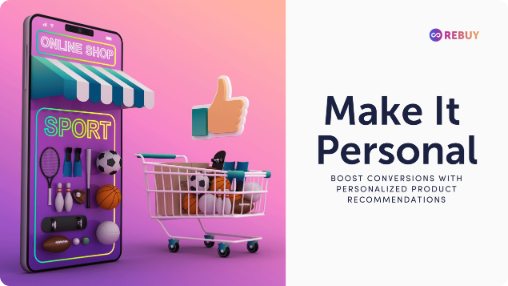 ONLINE SHOP
SPORT
REBUY
Make It
Personal
BOOST CONVERSIONS WITH
PERSONALIZED PRODUCT
RECOMMENDATIONS